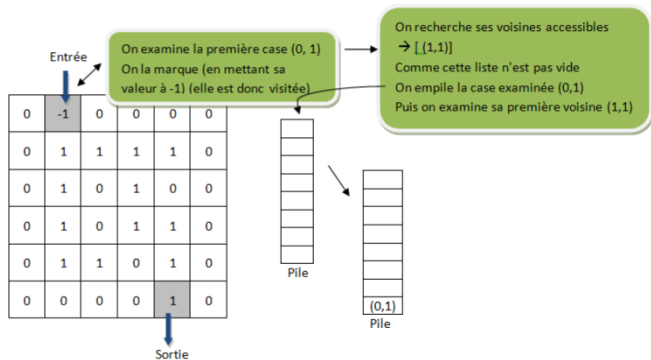 Entrée
On examine la première case (0, 1)
On la marque (en mettant sa
valeur à -1) (elle est donc visitée)
On recherche ses voisines accessibles
→ [ (1,1)]
Comme cette liste n'est pas vide
On empile la case examinée (0,1)
Puis on examine sa première voisine (1,1)
0 -1 0 0 0 0
0 1 1 1 1 0
0 1 0 1 0 0
0 1 0 1 1 0
0 1 1 0 1 0
0 0 0 0 1 0
Sortie
Pile
(0,1)
Pile